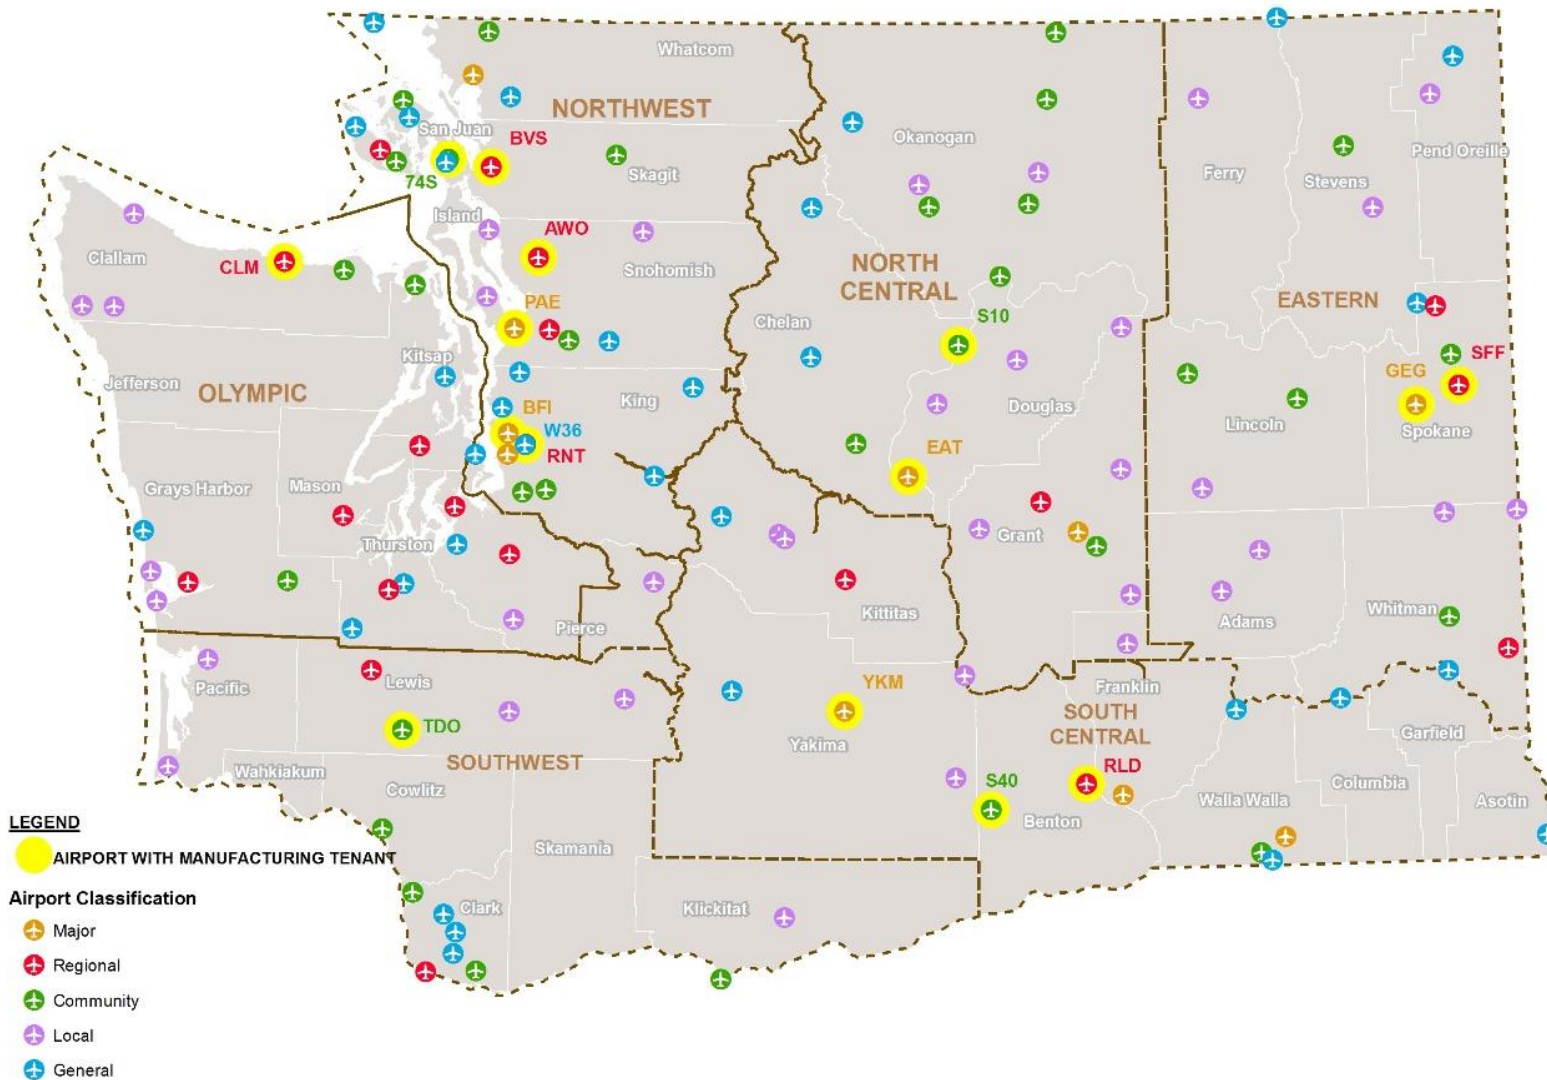 Whatcom
NORTHWEST
San Juan
BVS
Okanogan
Ferry
Stevens
Pend Oreille
74S
Skagit
Island
AWO
Clallam
CLM
Snohomish
NORTH
CENTRAL
EASTERN
PAE
S10
Chelan
Kitsap
Jefferson
OLYMPIC
SFF
GEG
BFI
King
Douglas
W36
Lincoln
Spokane
RNT
EAT
Grays Harbor
Mason
Thurston
Grant
Kittitas
Whitman
Adams
Pierce
Pacific
Lewis
YKM
Franklin
SOUTH
CENTRAL
TDO
Yakima
Garfield
SOUTHWEST
RLD
Wahkiakum
Cowlitz
S40
Columbia
Walla Walla
Asotin
Benton
Skamania
Clark
Klickitat
LEGEND
AIRPORT WITH MANUFACTURING TENANT
Airport Classification
Major
Regional
Community
Local
General